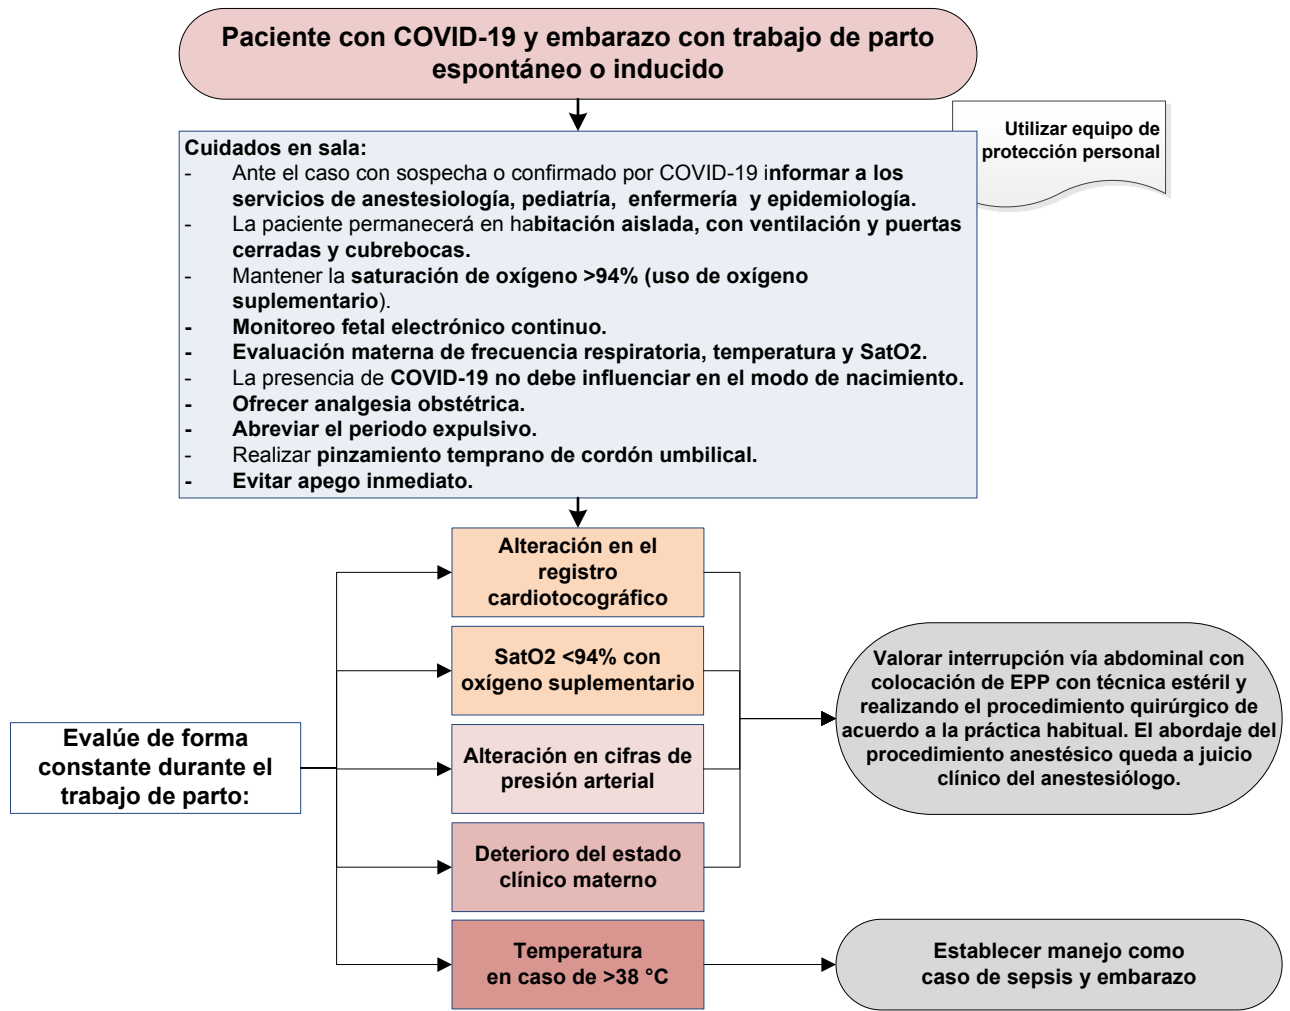 Paciente con COVID-19 y embarazo con trabajo de parto
espontáneo o inducido
Utilizar equipo de
protección personal
Cuidados en sala:
- Ante el caso con sospecha o confirmado por COVID-19 informar a los
servicios de anestesiología, pediatría, enfermería y epidemiología.
- La paciente permanecerá en habitación aislada, con ventilación y puertas
cerradas y cubrebocas.
- Mantener la saturación de oxígeno >94% (uso de oxígeno
suplementario).
- Monitoreo fetal electrónico continuo.
- Evaluación materna de frecuencia respiratoria, temperatura y SatO2.
- La presencia de COVID-19 no debe influenciar en el modo de nacimiento.
- Ofrecer analgesia obstétrica.
- Abreviar el periodo expulsivo.
- Realizar pinzamiento temprano de cordón umbilical.
- Evitar apego inmediato.
Evalúe de forma
constante durante el
trabajo de parto:
Alteración en el
registro
cardiotocográfico
SatO2 <94% con
oxígeno suplementario
Alteración en cifras de
presión arterial
Deterioro del estado
clínico materno
Temperatura
en caso de >38 °C
Valorar interrupción vía abdominal con
colocación de EPP con técnica estéril y
realizando el procedimiento quirúrgico de
acuerdo a la práctica habitual. El abordaje del
procedimiento anestésico queda a juicio
clínico del anestesiólogo.
Establecer manejo como
caso de sepsis y embarazo